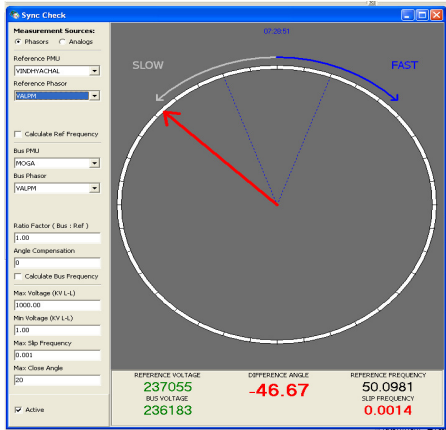 Sync Check
Measurement Sources:
Phasors Analogs
Reference PMU
VINDHYACHAL
Reference Phasor
VALPM
Calculate Ref Frequency
Bus PMU
MOGA
Bus Phasor
VALPM
Ratio Factor ( Bus : Ref )
1.00
Angle Compensation
0
Calculate Bus Frequency
Max Voltage (KV L-L)
1000.00
Min Voltage (KV L-L)
1.00
Max Slip Frequency
0.001
Max Close Angle
20
Active
07:28:51
SLOW
FAST
REFERENCE VOLTAGE
237055
BUS VOLTAGE
236183
DIFFERENCE ANGLE
-46.67
REFERENCE FREQUENCY
50.0981
SLIP FREQUENCY
0.0014